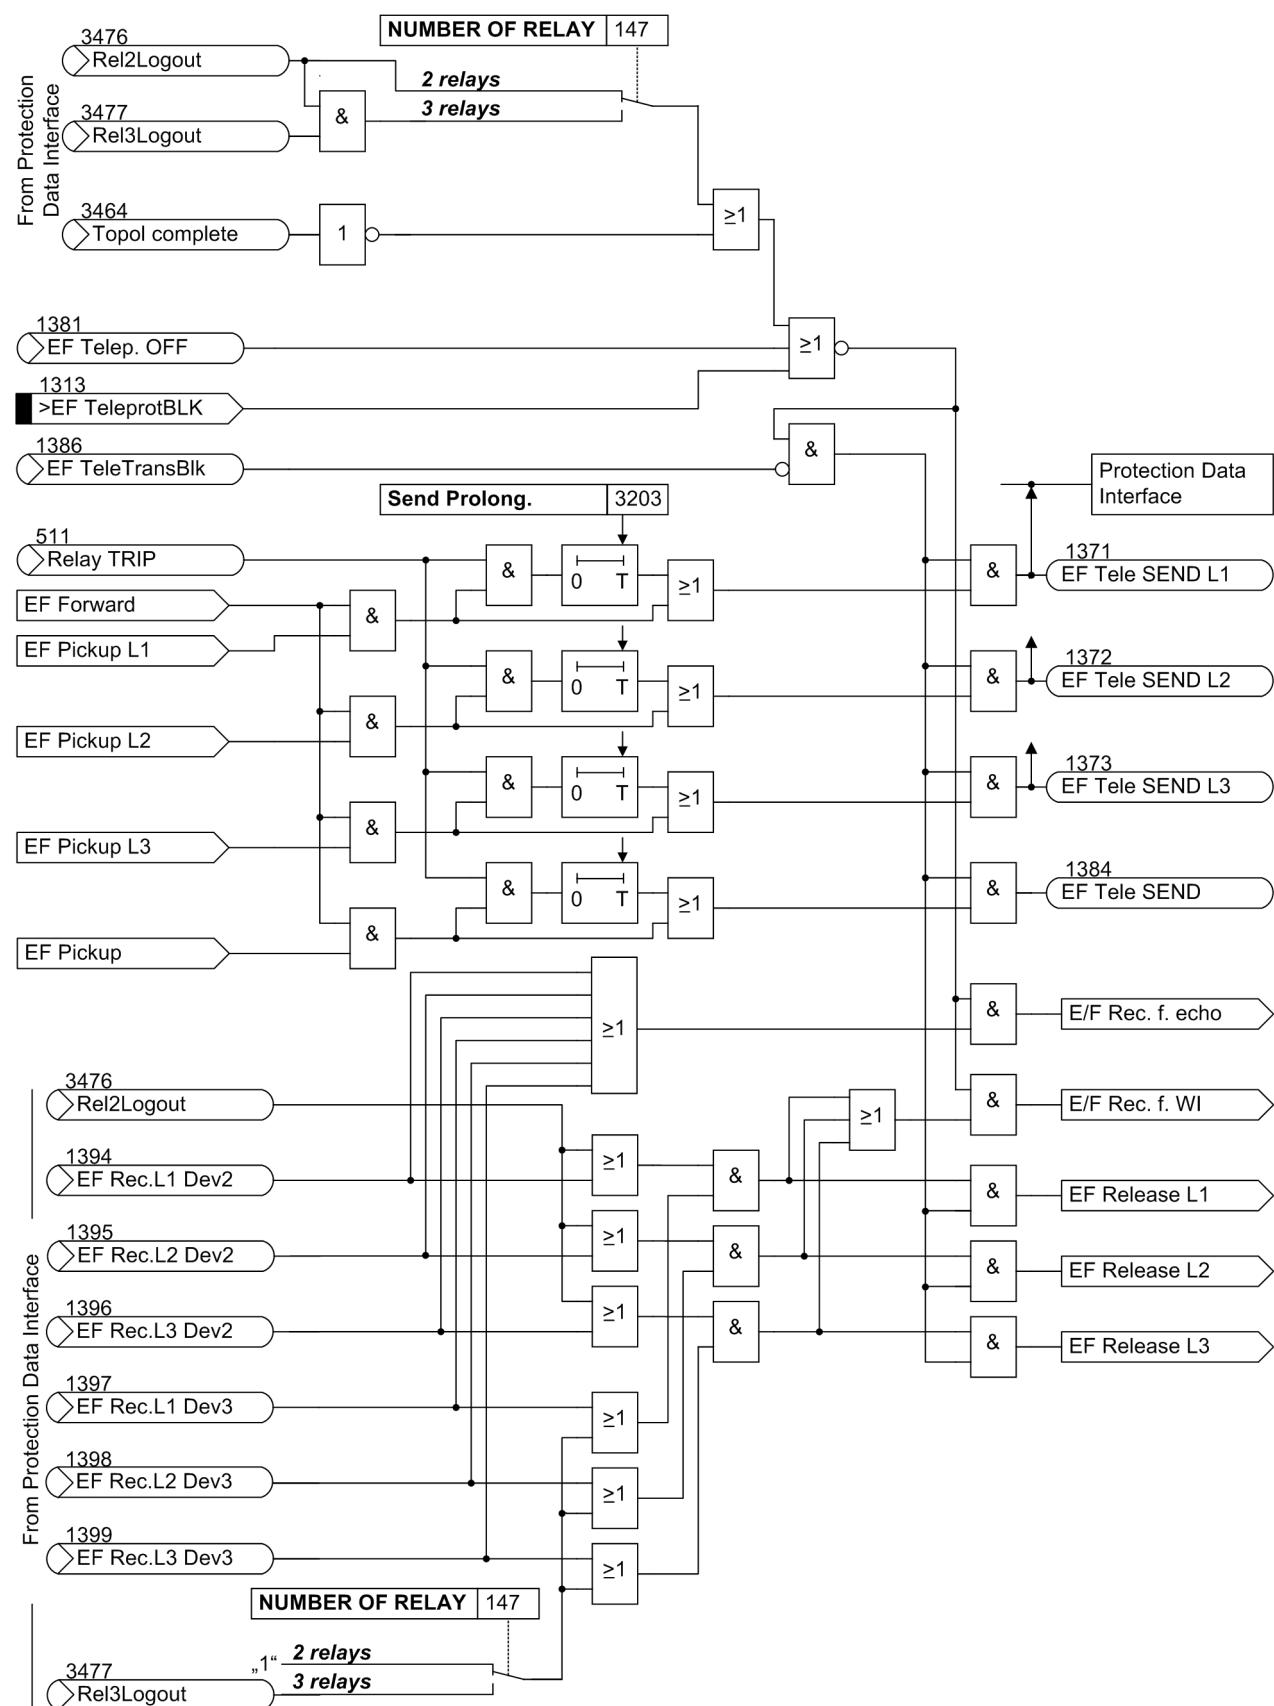 NUMBER OF RELAY 147
3476
Rel2Logout
2 relays
3 relays
3477
Rel3Logout
&
From Protection
Data Interface
3464
Topol complete
1
≥1
1381
EF Telep. OFF
≥1
1313
>EF TeleprotBLK
1386
EF TeleTransBlk
&
Protection Data
Interface
Send Prolong. 3203
511
Relay TRIP
& 0 T ≥1 &
1371
EF Tele SEND L1
EF Forward
&
EF Pickup L1
& 0 T ≥1 &
1372
EF Tele SEND L2
&
EF Pickup L2
& 0 T ≥1 &
1373
EF Tele SEND L3
&
EF Pickup L3
& 0 T ≥1 &
1384
EF Tele SEND
&
EF Pickup
≥1
&
E/F Rec. f. echo
3476
Rel2Logout
≥1
&
E/F Rec. f. WI
1394
EF Rec.L1 Dev2
≥1
&
&
EF Release L1
1395
EF Rec.L2 Dev2
≥1
&
&
EF Release L2
1396
EF Rec.L3 Dev2
≥1
&
&
EF Release L3
From Protection Data Interface
1397
EF Rec.L1 Dev3
≥1
1398
EF Rec.L2 Dev3
≥1
1399
EF Rec.L3 Dev3
≥1
NUMBER OF RELAY 147
„1“ 2 relays
3 relays
3477
Rel3Logout